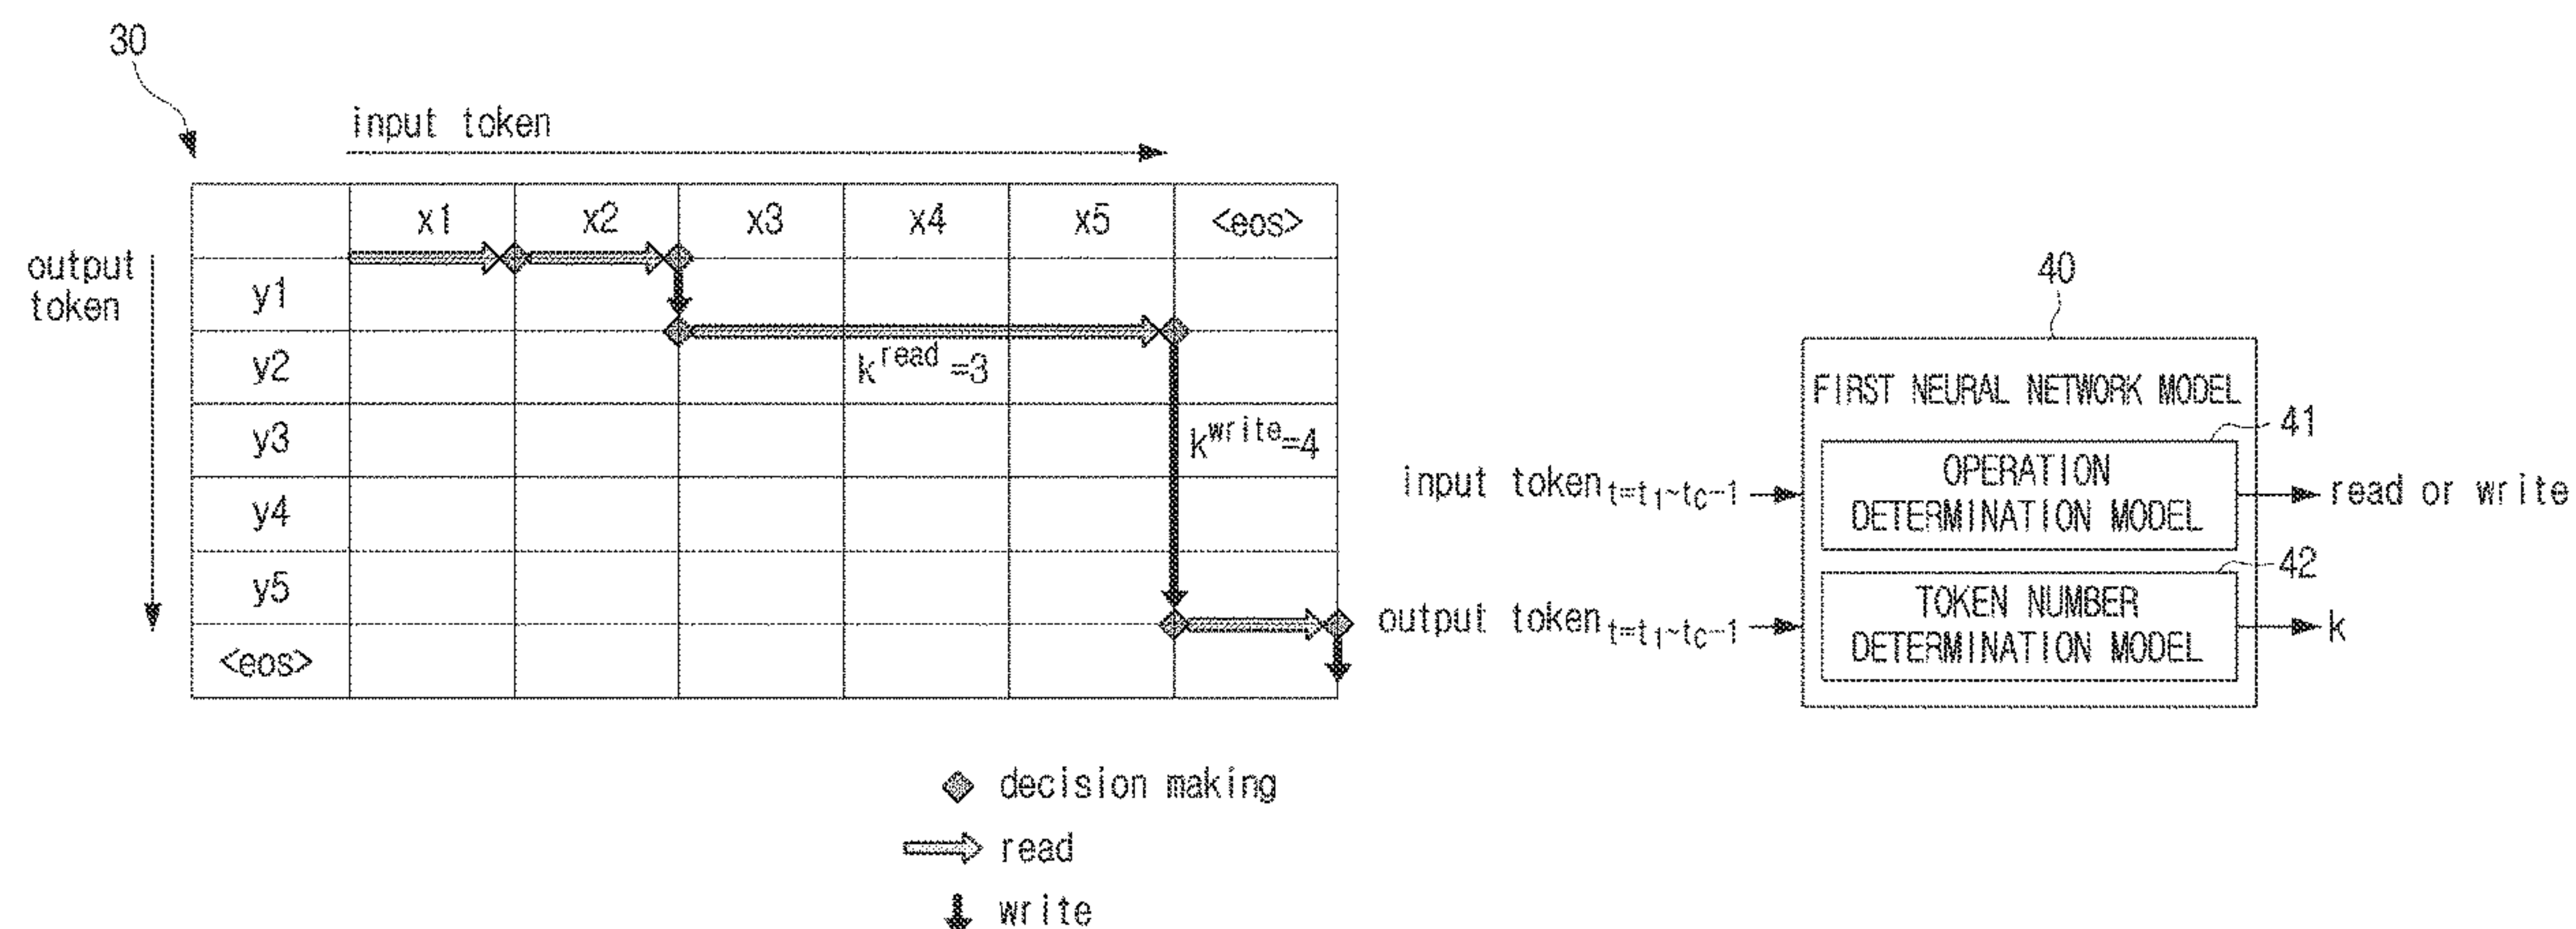 30
input token
x1 x2 x3 x4 x5 <eos>
output
token
y1
y2
k^read=3
y3
k^write=4
y4
y5
<eos>
decision making
read
write
40
FIRST NEURAL NETWORK MODEL
41
input token t=t1~tC-1
OPERATION
DETERMINATION MODEL
read or write
42
output token t=t1~tC-1
TOKEN NUMBER
DETERMINATION MODEL
k